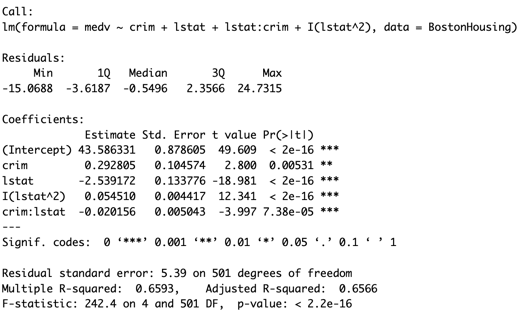 Call:
lm(formula = medv ~ crim + lstat + lstat:crim + I(lstat^2), data = BostonHousing)
Residuals:
Min 1Q Median 3Q Max
-15.0688 -3.6187 -0.5496 2.3566 24.7315
Coefficients:
Estimate Std. Error t value Pr(>|t|)
(Intercept) 43.586331 0.878605 49.609 < 2e-16 ***
crim 0.292805 0.104574 2.800 0.00531 **
lstat -2.539172 0.133776 -18.981 < 2e-16 ***
I(lstat^2) 0.054510 0.004417 12.341 < 2e-16 ***
crim:lstat -0.020156 0.005043 -3.997 7.38e-05 ***
---
Signif. codes: 0 ‘***’ 0.001 ‘**’ 0.01 ‘*’ 0.05 ‘.’ 0.1 ‘ ’ 1
Residual standard error: 5.39 on 501 degrees of freedom
Multiple R-squared: 0.6593, Adjusted R-squared: 0.6566
F-statistic: 242.4 on 4 and 501 DF, p-value: < 2.2e-16